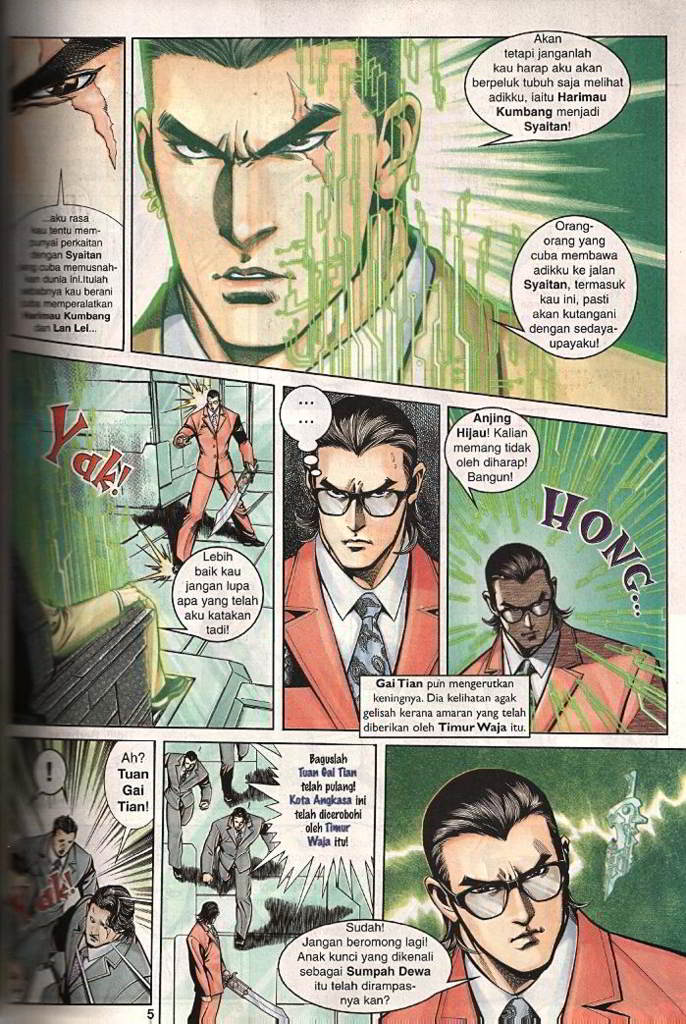 ...aku rasa
kau tentu mem-
punyai perkaitan
dengan Syaitan
yang cuba memusnah-
kan dunia ini. Itulah
sebabnya kau berani
cuba memperalatkan
Harimau Kumbang
dan Lan Lei...
Akan
tetapi janganlah
kau harap aku akan
berpeluk tubuh saja melihat
adikku, iaitu Harimau
Kumbang menjadi
Syaitan!
Orang-
orang yang
cuba membawa
adikku ke jalan
Syaitan, termasuk
kau ini, pasti
akan kutangani
dengan sedaya-
upayaku!
Yak!
Lebih
baik kau
jangan lupa
apa yang telah
aku katakan
tadi!
...
...
Gai Tian pun mengerutkan
keningnya. Dia kelihatan agak
gelisah kerana amaran yang telah
diberikan oleh Timur Waja itu.
Anjing
Hijau! Kalian
memang tidak
boleh diharap!
Bangun!
HONG...
!
Ah?
Tuan
Gai
Tian!
Yak!
Baguslah
Tuan Gai Tian
telah pulang!
Kota Angkasa ini
telah dicerobohi
oleh Timur
Waja itu!
Sudah!
Jangan beromong lagi!
Anak kunci yang dikenali
sebagai Sumpah Dewa
itu telah dirampas-
nya kan?
5